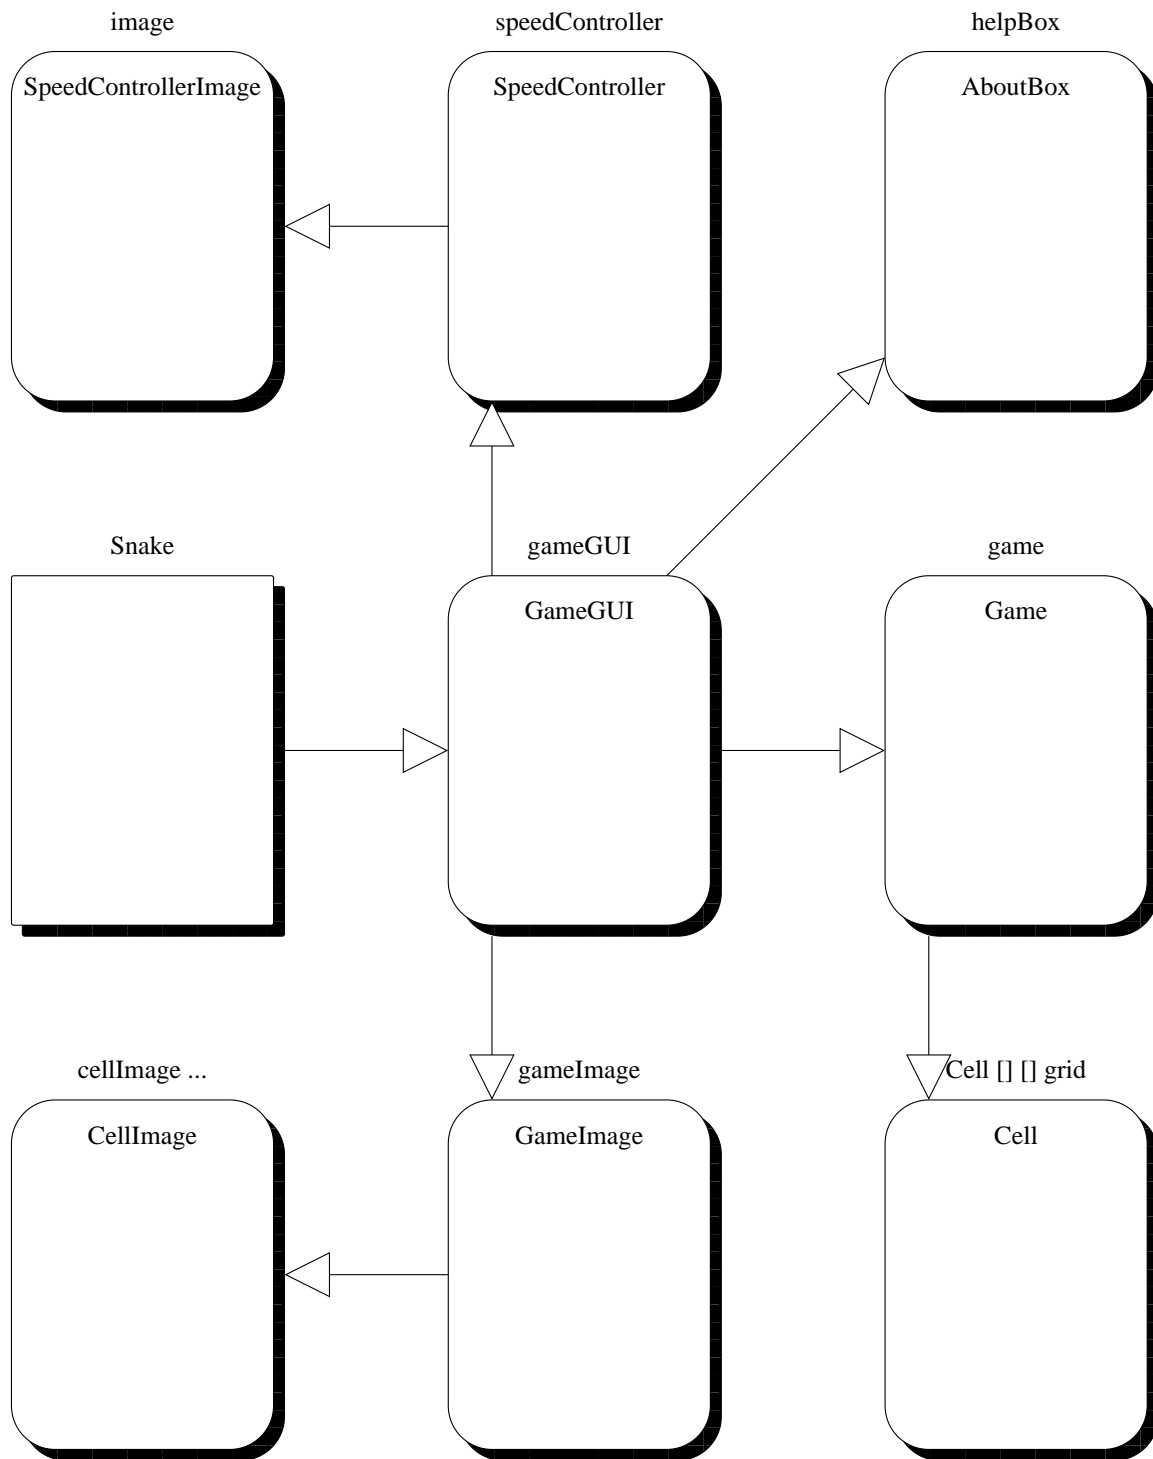 image
speedController
helpBox
SpeedControllerImage
SpeedController
AboutBox
Snake
gameGUI
game
GameGUI
Game
cellImage ...
gameImage
Cell [] [] grid
CellImage
GameImage
Cell